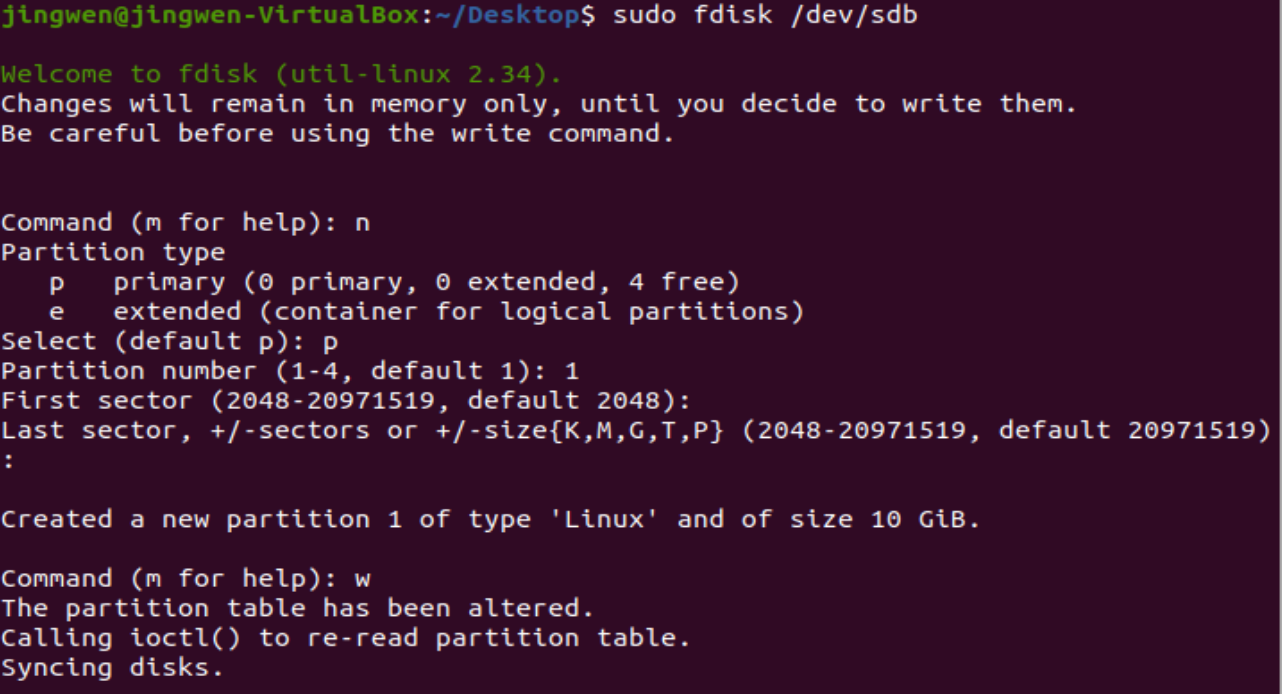 jingwen@jingwen-VirtualBox:~/Desktop$ sudo fdisk /dev/sdb
Welcome to fdisk (util-linux 2.34).
Changes will remain in memory only, until you decide to write them.
Be careful before using the write command.
Command (m for help): n
Partition type
   p   primary (0 primary, 0 extended, 4 free)
   e   extended (container for logical partitions)
Select (default p): p
Partition number (1-4, default 1): 1
First sector (2048-20971519, default 2048):
Last sector, +/-sectors or +/-size{K,M,G,T,P} (2048-20971519, default 20971519)
:
Created a new partition 1 of type 'Linux' and of size 10 GiB.
Command (m for help): w
The partition table has been altered.
Calling ioctl() to re-read partition table.
Syncing disks.